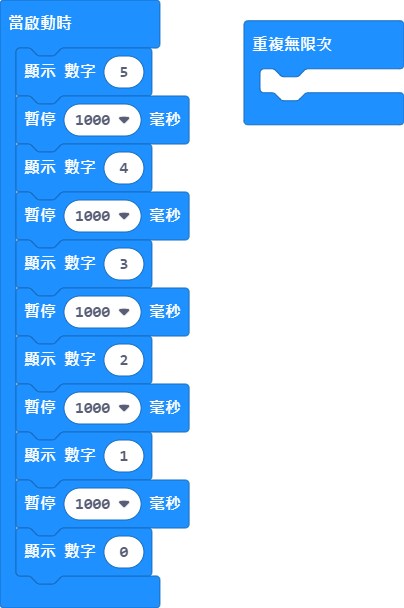 當啟動時
顯示 數字 5
暫停 1000 毫秒
顯示 數字 4
暫停 1000 毫秒
顯示 數字 3
暫停 1000 毫秒
顯示 數字 2
暫停 1000 毫秒
顯示 數字 1
暫停 1000 毫秒
顯示 數字 0
重複無限次